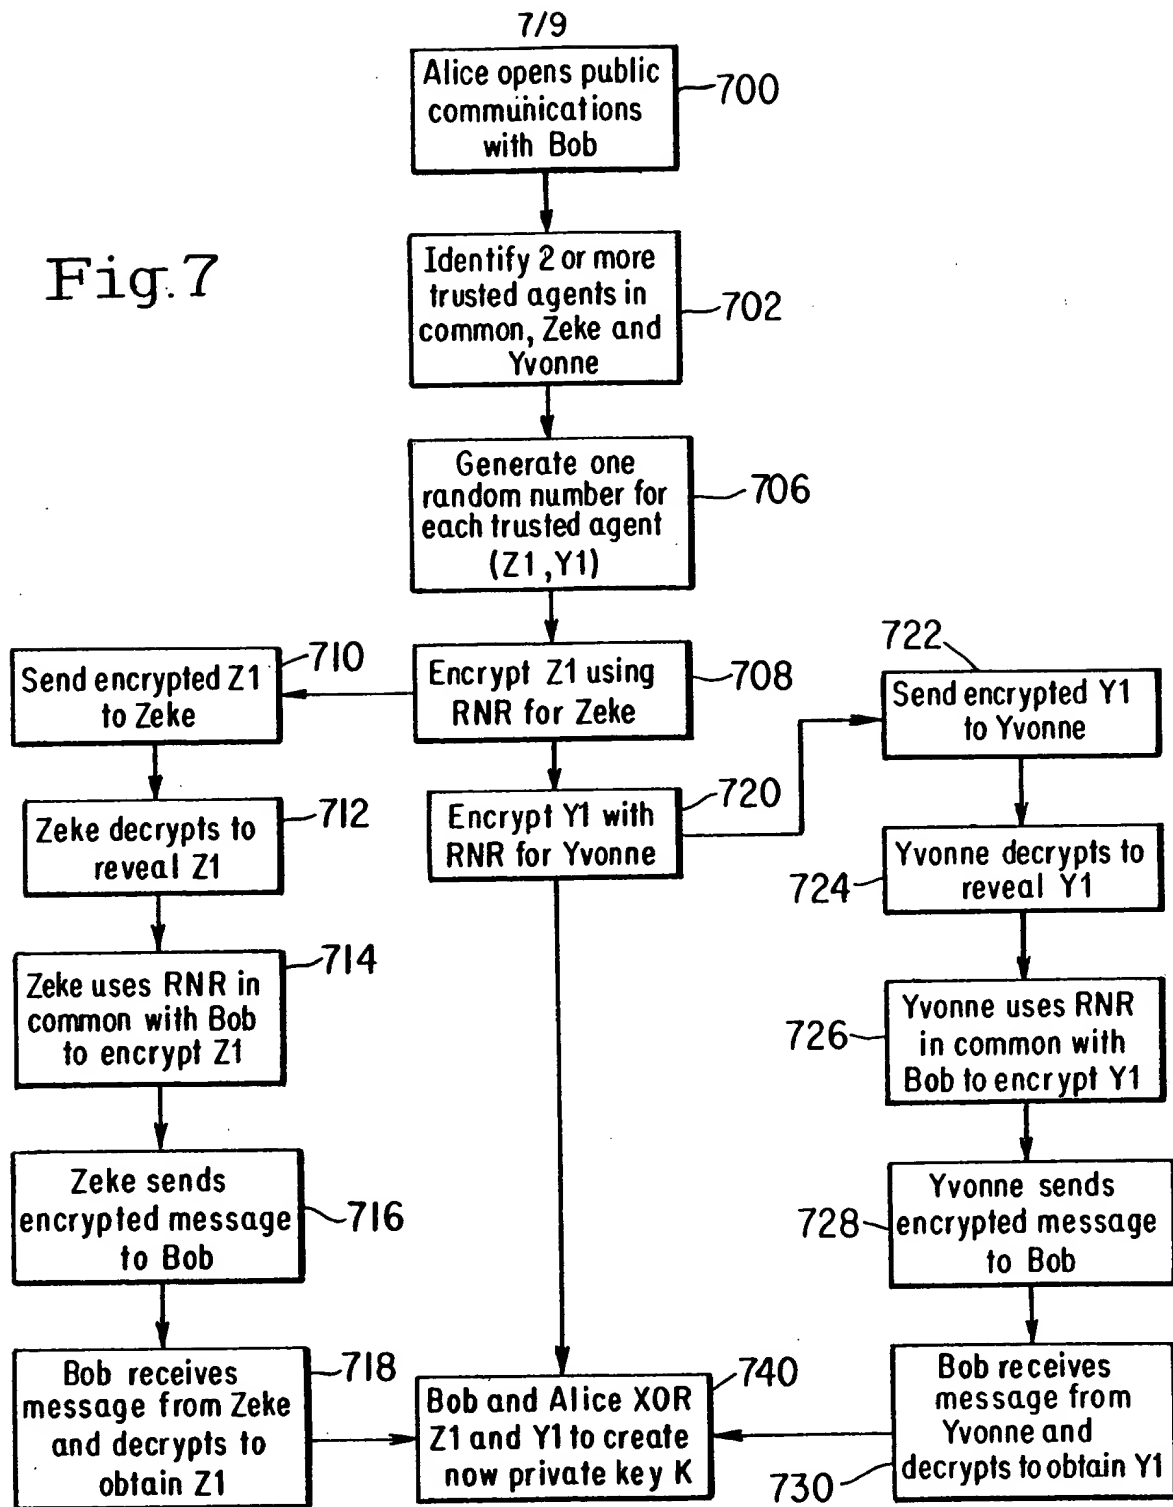 7/9
Fig. 7
Alice opens public
communications
with Bob
700
Identify 2 or more
trusted agents in
common, Zeke and
Yvonne
702
Generate one
random number for
each trusted agent
(Z1, Y1)
706
Encrypt Z1 using
RNR for Zeke
708
Send encrypted Z1
to Zeke
710
Zeke decrypts to
reveal Z1
712
Zeke uses RNR in
common with Bob
to encrypt Z1
714
Zeke sends
encrypted message
to Bob
716
Bob receives
message from Zeke
and decrypts to
obtain Z1
718
Encrypt Y1 with
RNR for Yvonne
720
722
Send encrypted Y1
to Yvonne
Yvonne decrypts to
reveal Y1
724
Yvonne uses RNR
in common with
Bob to encrypt Y1
726
Yvonne sends
encrypted message
to Bob
728
Bob receives
message from
Yvonne and
decrypts to obtain Y1
730
Bob and Alice XOR
Z1 and Y1 to create
now private key K
740